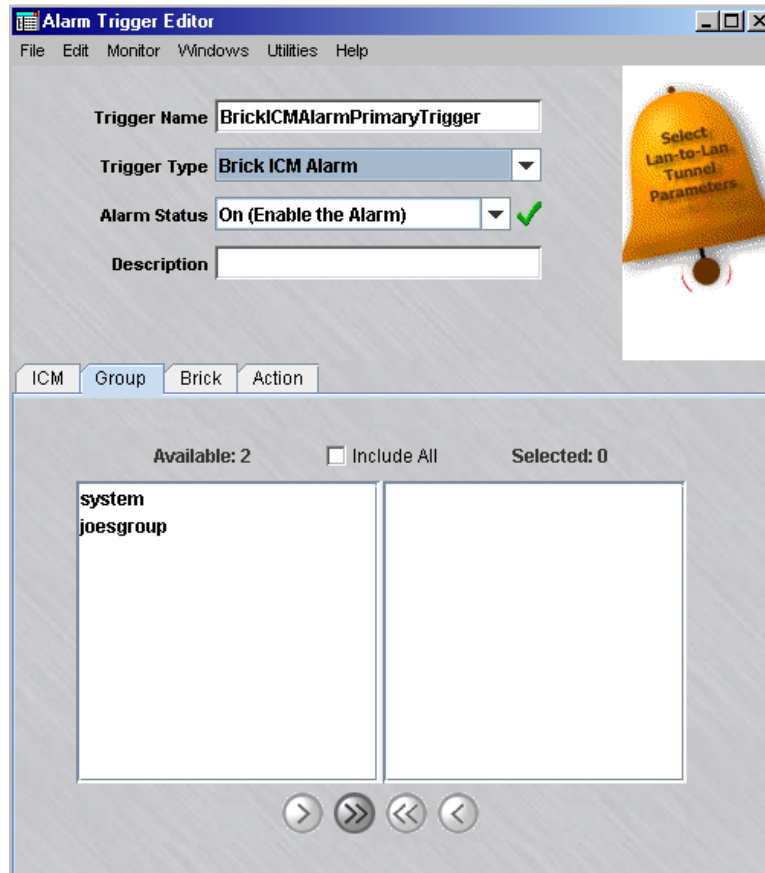 Alarm Trigger Editor
File Edit Monitor Windows Utilities Help
Trigger Name BrickICMAlarmPrimaryTrigger
Trigger Type Brick ICM Alarm
Alarm Status On (Enable the Alarm)
Description
Select
Lan-to-Lan
Tunnel
Parameters
ICM Group Brick Action
Available: 2 Include All Selected: 0
system
joesgroup